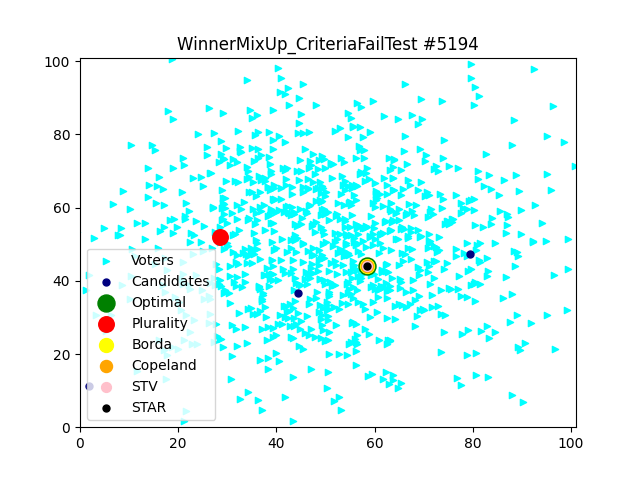 WinnerMixUp_CriteriaFailTest #5194
100
80
60
40
20
0
Voters
Candidates
Optimal
Plurality
Borda
Copeland
STV
STAR
0 20 40 60 80 100